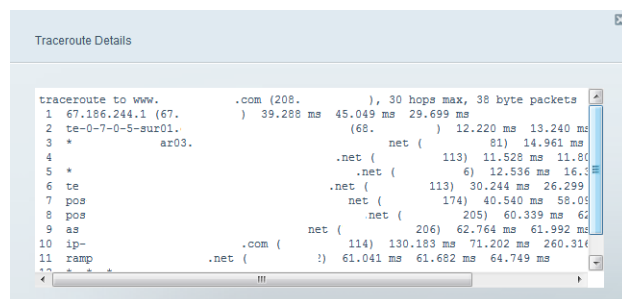 Traceroute Details
traceroute to www. .com (208. ), 30 hops max, 38 byte packets
1 67.186.244.1 (67. ) 39.288 ms 45.049 ms 29.699 ms
2 te-0-7-0-5-sur01. (68. ) 12.220 ms 13.240 ms
3 * ar03. net ( 81) 14.961 ms
4 .net ( 113) 11.528 ms 11.80
5 * .net ( 6) 12.536 ms 16.3
6 te .net ( 113) 30.244 ms 26.299
7 pos net ( 174) 40.540 ms 58.09
8 pos .net ( 205) 60.339 ms 62
9 as net ( 206) 62.764 ms 61.992 ms
10 ip- .com ( 114) 130.183 ms 71.202 ms 260.316
11 ramp .net ( ) 61.041 ms 61.682 ms 64.749 ms
12 * * *